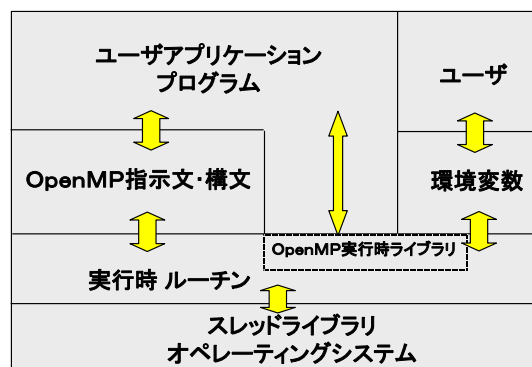 ユーザアプリケーション
プログラム
ユーザ
OpenMP指示文・構文
環境変数
OpenMP実行時ライブラリ
実行時 ルーチン
スレッドライブラリ
オペレーティングシステム